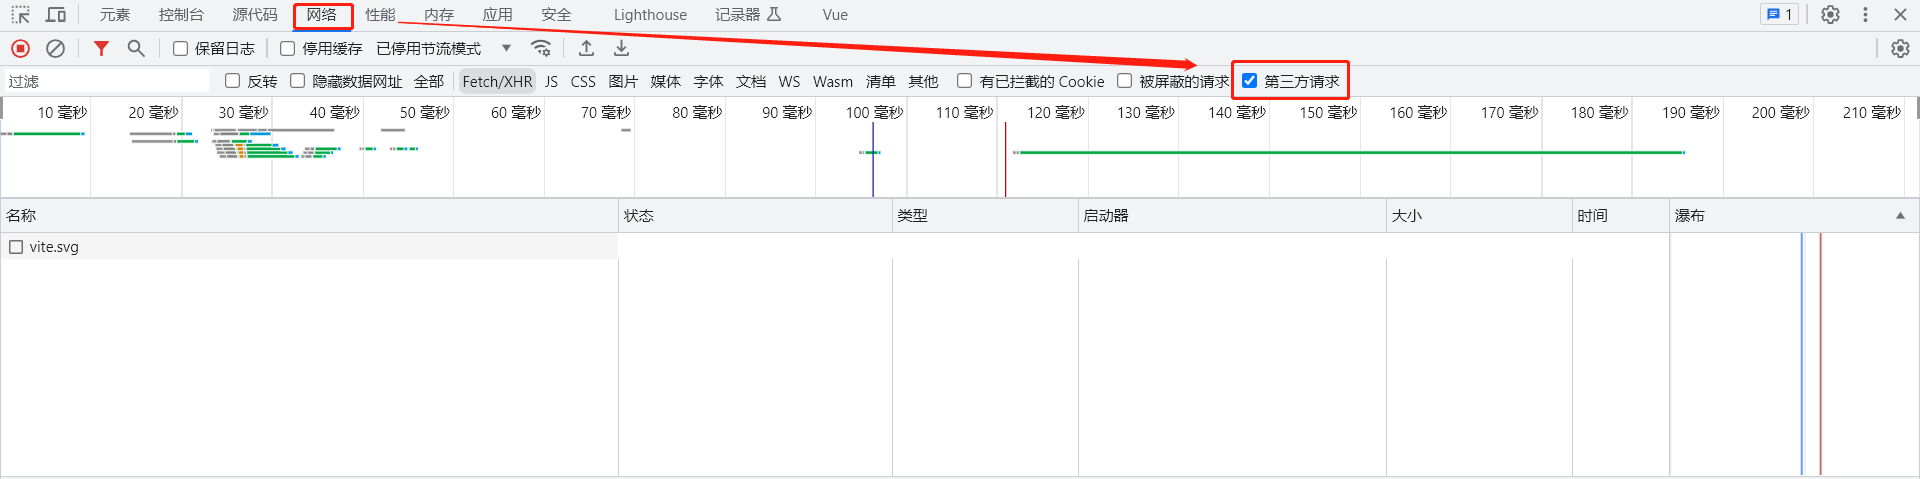 元素 控制台 源代码 网络 性能 内存 应用 安全 Lighthouse 记录器 Vue 1
保留日志 停用缓存 已停用节流模式
过滤 反转 隐藏数据网址 全部 Fetch/XHR JS CSS 图片 媒体 字体 文档 WS Wasm 清单 其他 有已拦截的 Cookie 被屏蔽的请求 第三方请求
10 毫秒 20 毫秒 30 毫秒 40 毫秒 50 毫秒 60 毫秒 70 毫秒 80 毫秒 90 毫秒 100 毫秒 110 毫秒 120 毫秒 130 毫秒 140 毫秒 150 毫秒 160 毫秒 170 毫秒 180 毫秒 190 毫秒 200 毫秒 210 毫秒
名称 状态 类型 启动器 大小 时间 瀑布
vite.svg